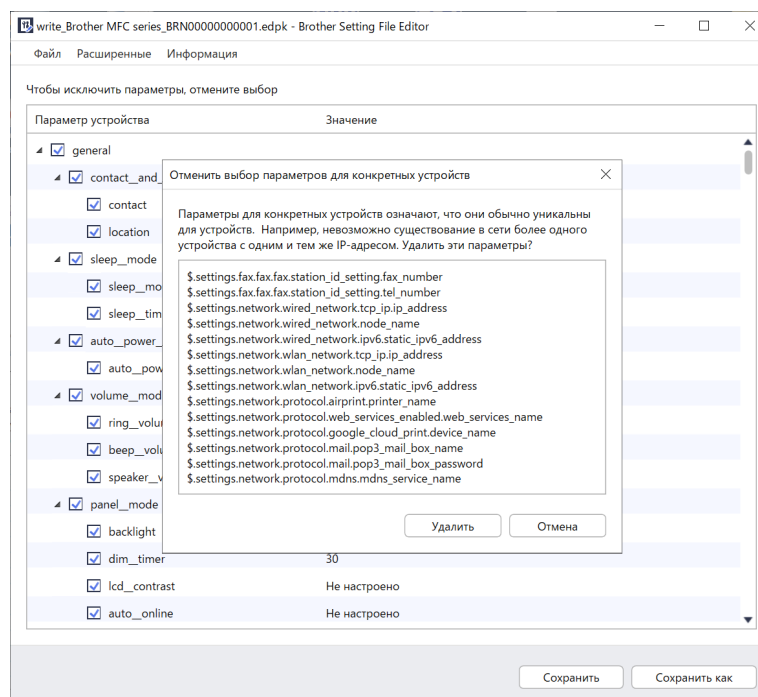 write_Brother MFC series_BRN00000000001.edpk - Brother Setting File Editor
Файл Расширенные Информация
Чтобы исключить параметры, отмените выбор
Параметр устройства Значение
general
contact__and_
contact
location
sleep__mode
sleep__mo
sleep__tim
auto__power_
auto__pow
volume__mod
ring__volu
beep__volu
speaker__v
panel__mode
backlight
dim__timer 30
lcd__contrast Не настроено
auto__online Не настроено
Отменить выбор параметров для конкретных устройств
Параметры для конкретных устройств означают, что они обычно уникальны
для устройств. Например, невозможно существование в сети более одного
устройства с одним и тем же IP-адресом. Удалить эти параметры?
$.settings.fax.fax.fax.station_id_setting.fax_number
$.settings.fax.fax.fax.station_id_setting.tel_number
$.settings.network.wired_network.tcp_ip.ip_address
$.settings.network.wired_network.node_name
$.settings.network.wired_network.ipv6.static_ipv6_address
$.settings.network.wlan_network.tcp_ip.ip_address
$.settings.network.wlan_network.node_name
$.settings.network.wlan_network.ipv6.static_ipv6_address
$.settings.network.protocol.airprint.printer_name
$.settings.network.protocol.web_services_enabled.web_services_name
$.settings.network.protocol.google_cloud_print.device_name
$.settings.network.protocol.mail.pop3_mail_box_name
$.settings.network.protocol.mail.pop3_mail_box_password
$.settings.network.protocol.mdns.mdns_service_name
Удалить Отмена
Сохранить Сохранить как